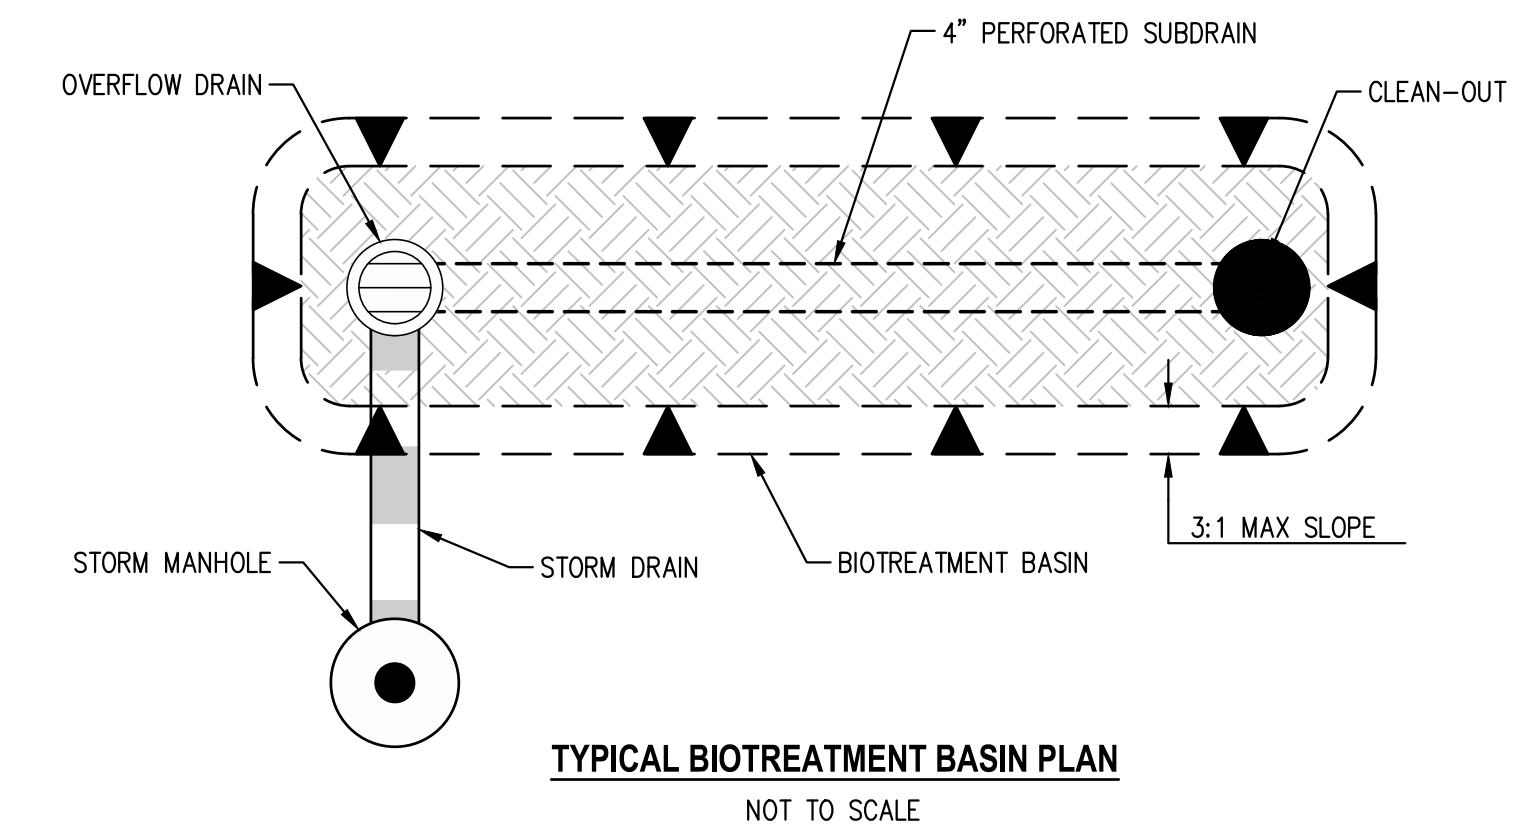 4” PERFORATED SUBDRAIN
OVERFLOW DRAIN
CLEAN-OUT
3:1 MAX SLOPE
STORM MANHOLE
STORM DRAIN
BIOTREATMENT BASIN
TYPICAL BIOTREATMENT BASIN PLAN
NOT TO SCALE